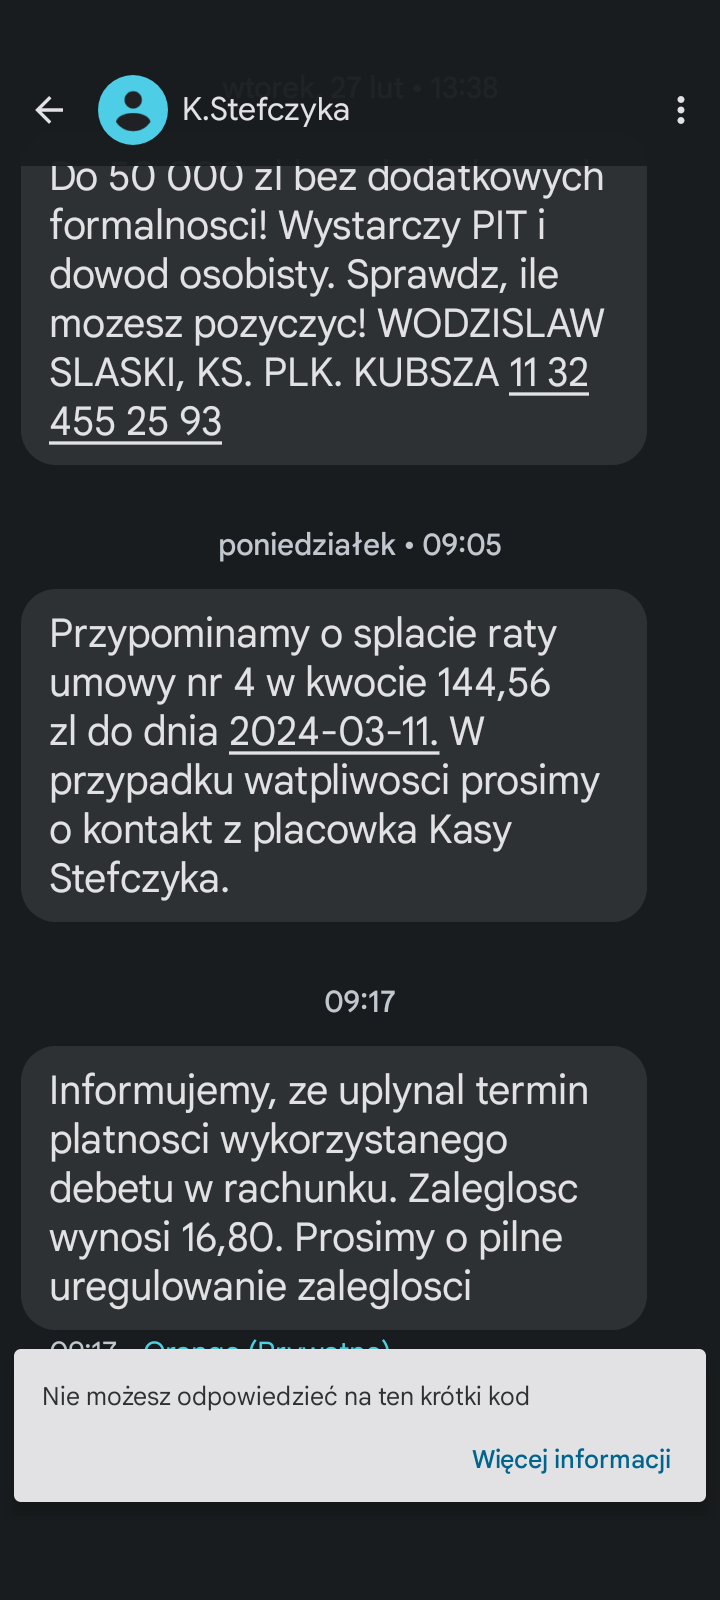 wtorek, 27 lut • 13:38
K.Stefczyka
Do 50 000 zl bez dodatkowych
formalnosci! Wystarczy PIT i
dowod osobisty. Sprawdz, ile
mozesz pozyczyc! WODZISLAW
SLASKI, KS. PLK. KUBSZA 11 32
455 25 93
poniedziałek • 09:05
Przypominamy o splacie raty
umowy nr 4 w kwocie 144,56
zl do dnia 2024-03-11. W
przypadku watpliwosci prosimy
o kontakt z placowka Kasy
Stefczyka.
09:17
Informujemy, ze uplynal termin
platnosci wykorzystanego
debetu w rachunku. Zaleglosc
wynosi 16,80. Prosimy o pilne
uregulowanie zaleglosci
09:17 • Orange (Prywatne)
Nie możesz odpowiedzieć na ten krótki kod
Więcej informacji